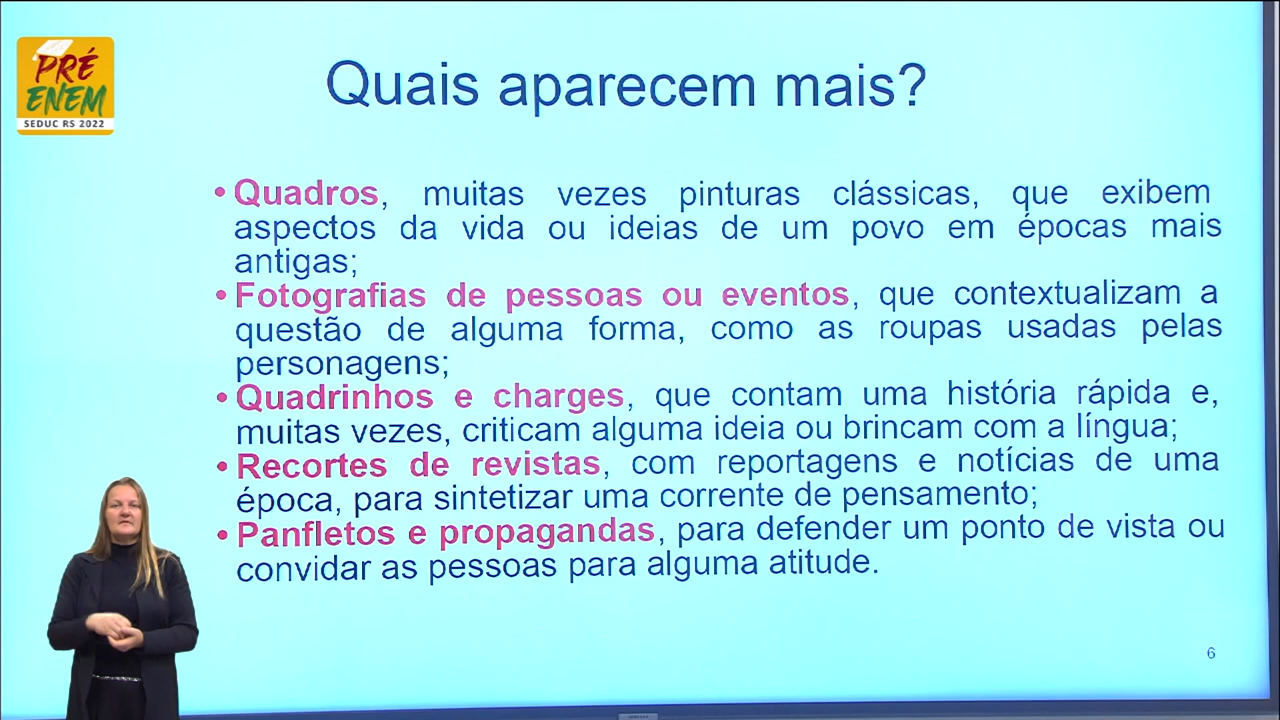 PRÉ
ENEM
SEDUC RS 2022
Quais aparecem mais?
•Quadros, muitas vezes pinturas clássicas, que exibem
aspectos da vida ou ideias de um povo em épocas mais
antigas;
•Fotografias de pessoas ou eventos, que contextualizam a
questão de alguma forma, como as roupas usadas pelas
personagens;
•Quadrinhos e charges, que contam uma história rápida e,
muitas vezes, criticam alguma ideia ou brincam com a língua;
•Recortes de revistas, com reportagens e notícias de uma
época, para sintetizar uma corrente de pensamento;
•Panfletos e propagandas, para defender um ponto de vista ou
convidar as pessoas para alguma atitude.
6